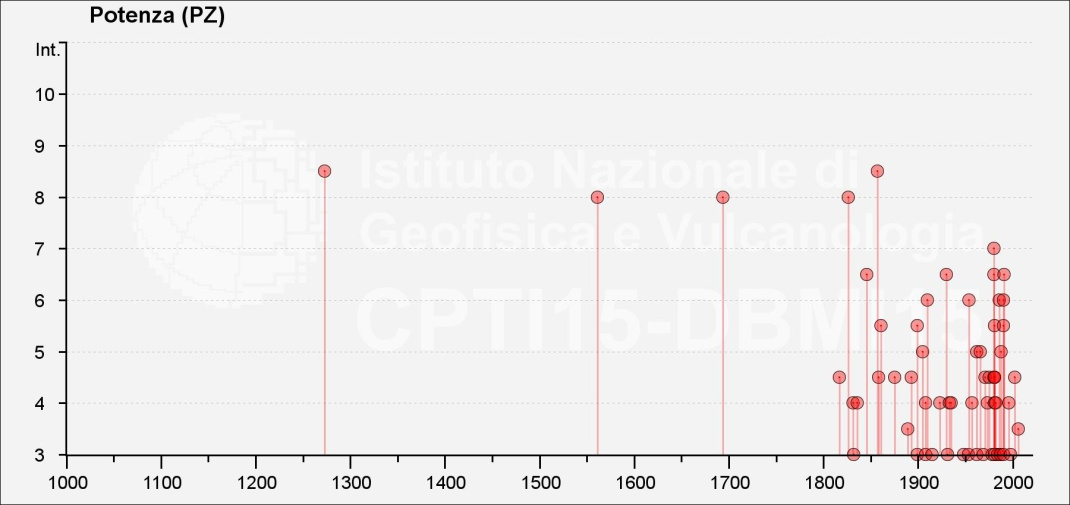 Potenza (PZ)
Int.
10
9
8
7
6
5
4
3
Istituto Nazionale di
Geofisica e Vulcanologia
CPTI15-DBMI15
1000 1100 1200 1300 1400 1500 1600 1700 1800 1900 2000